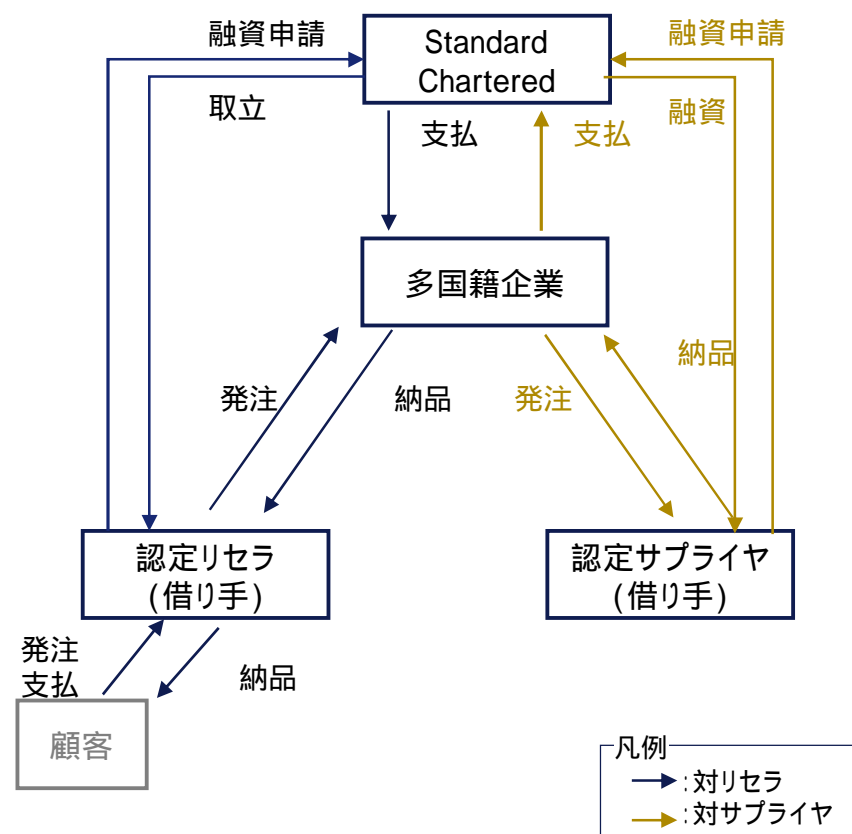 融資申請
Standard
Chartered
融資申請
取立
融資
支払
支払
多国籍企業
発注
納品
発注
納品
認定リセラ
(借り手)
認定サプライヤ
(借り手)
発注
支払
納品
顧客
凡例
:対リセラ
:対サプライヤ